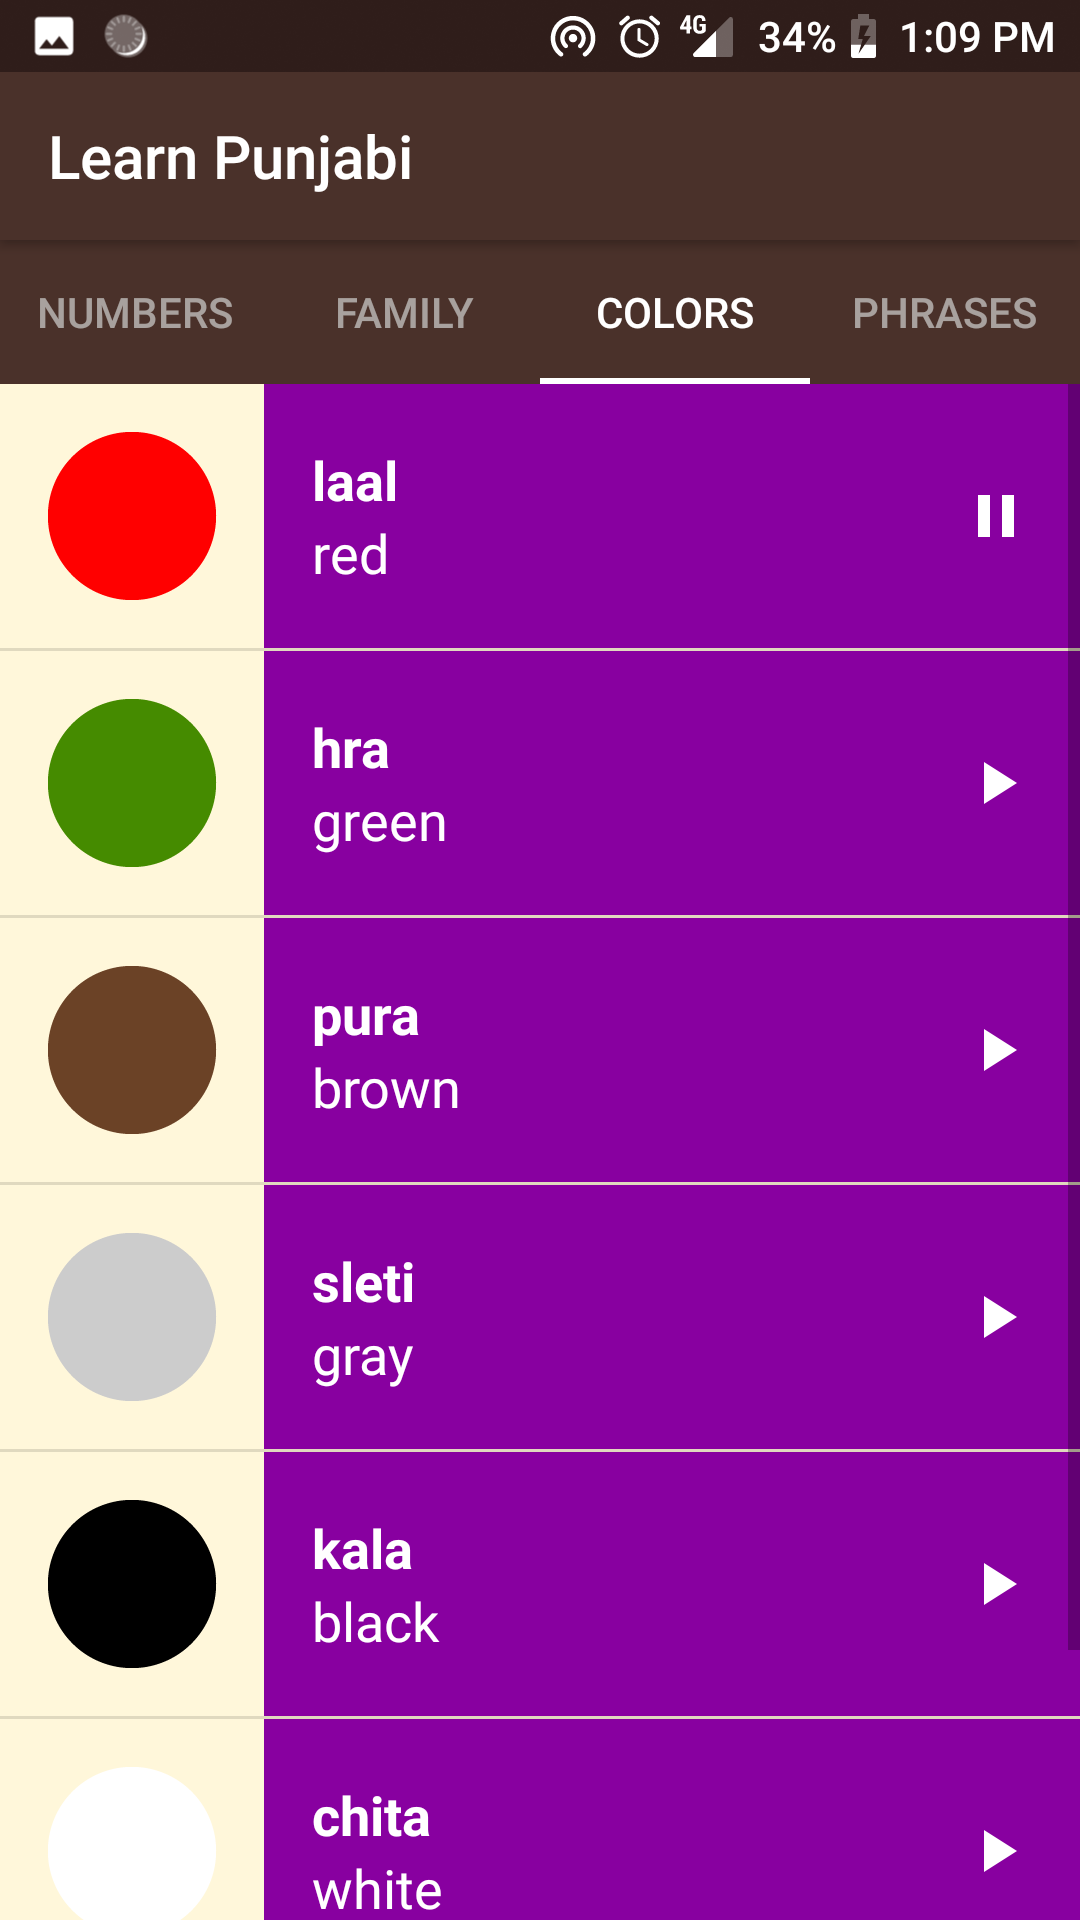 4G 34% 1:09 PM
Learn Punjabi
NUMBERS FAMILY COLORS PHRASES
laal
red
hra
green
pura
brown
sleti
gray
kala
black
chita
white